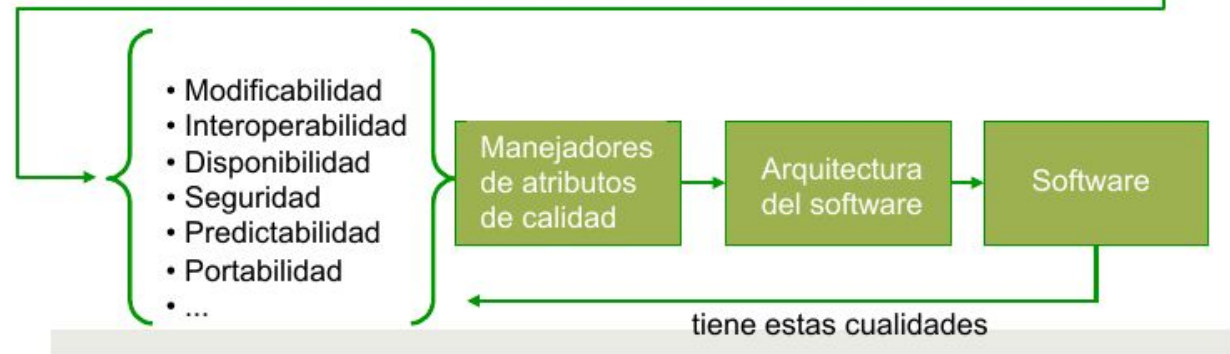 • Modificabilidad
• Interoperabilidad
• Disponibilidad
• Seguridad
• Predictabilidad
• Portabilidad
• ...
Manejadores
de atributos
de calidad
Arquitectura
del software
Software
tiene estas cualidades